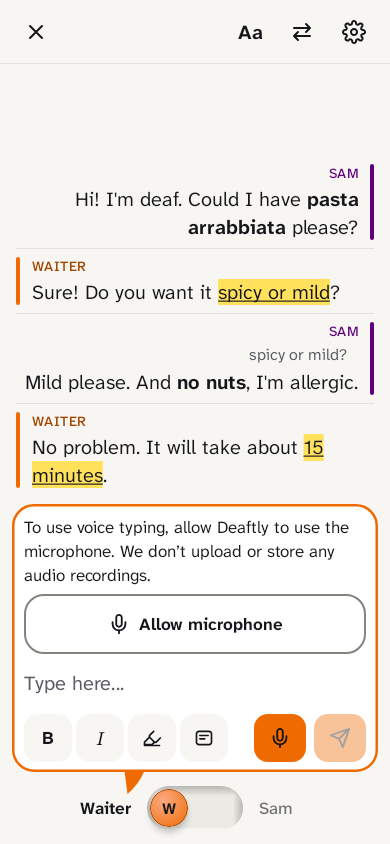 Aa
SAM
Hi! I'm deaf. Could I have pasta
arrabbiata please?
WAITER
Sure! Do you want it spicy or mild?
SAM
spicy or mild?
Mild please. And no nuts, I'm allergic.
WAITER
No problem. It will take about 15
minutes.
To use voice typing, allow Deaftly to use the
microphone. We don’t upload or store any
audio recordings.
Allow microphone
Type here...
B I
Waiter W Sam